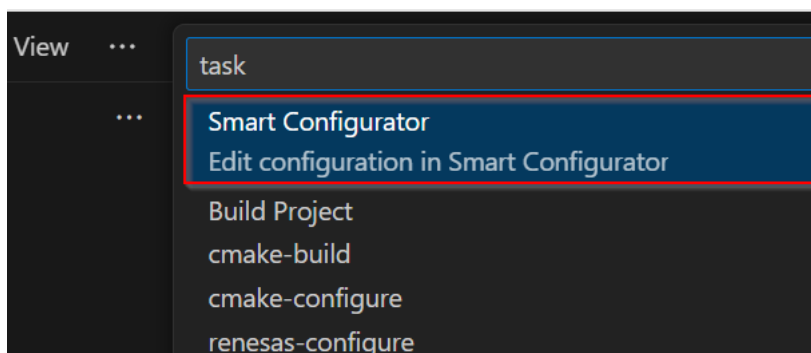 View ...
task
...
Smart Configurator
Edit configuration in Smart Configurator
Build Project
cmake-build
cmake-configure
renesas-configure